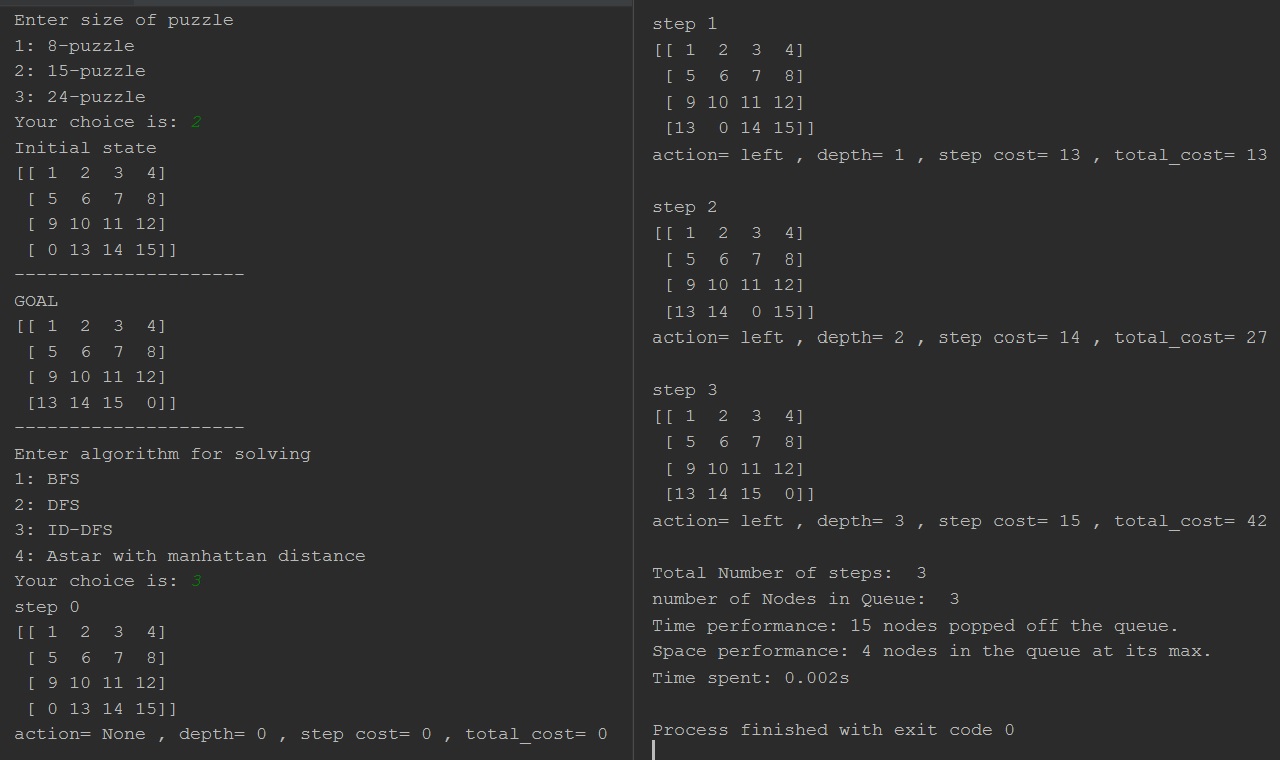 Enter size of puzzle
1: 8-puzzle
2: 15-puzzle
3: 24-puzzle
Your choice is: 2
Initial state
[[ 1  2  3  4]
 [ 5  6  7  8]
 [ 9 10 11 12]
 [ 0 13 14 15]]
---------------------
GOAL
[[ 1  2  3  4]
 [ 5  6  7  8]
 [ 9 10 11 12]
 [13 14 15  0]]
---------------------
Enter algorithm for solving
1: BFS
2: DFS
3: ID-DFS
4: Astar with manhattan distance
Your choice is: 3
step 0
[[ 1  2  3  4]
 [ 5  6  7  8]
 [ 9 10 11 12]
 [ 0 13 14 15]]
action= None , depth= 0 , step cost= 0 , total_cost= 0
step 1
[[ 1  2  3  4]
 [ 5  6  7  8]
 [ 9 10 11 12]
 [13  0 14 15]]
action= left , depth= 1 , step cost= 13 , total_cost= 13
step 2
[[ 1  2  3  4]
 [ 5  6  7  8]
 [ 9 10 11 12]
 [13 14  0 15]]
action= left , depth= 2 , step cost= 14 , total_cost= 27
step 3
[[ 1  2  3  4]
 [ 5  6  7  8]
 [ 9 10 11 12]
 [13 14 15  0]]
action= left , depth= 3 , step cost= 15 , total_cost= 42
Total Number of steps:  3
number of Nodes in Queue:  3
Time performance: 15 nodes popped off the queue.
Space performance: 4 nodes in the queue at its max.
Time spent: 0.002s
Process finished with exit code 0